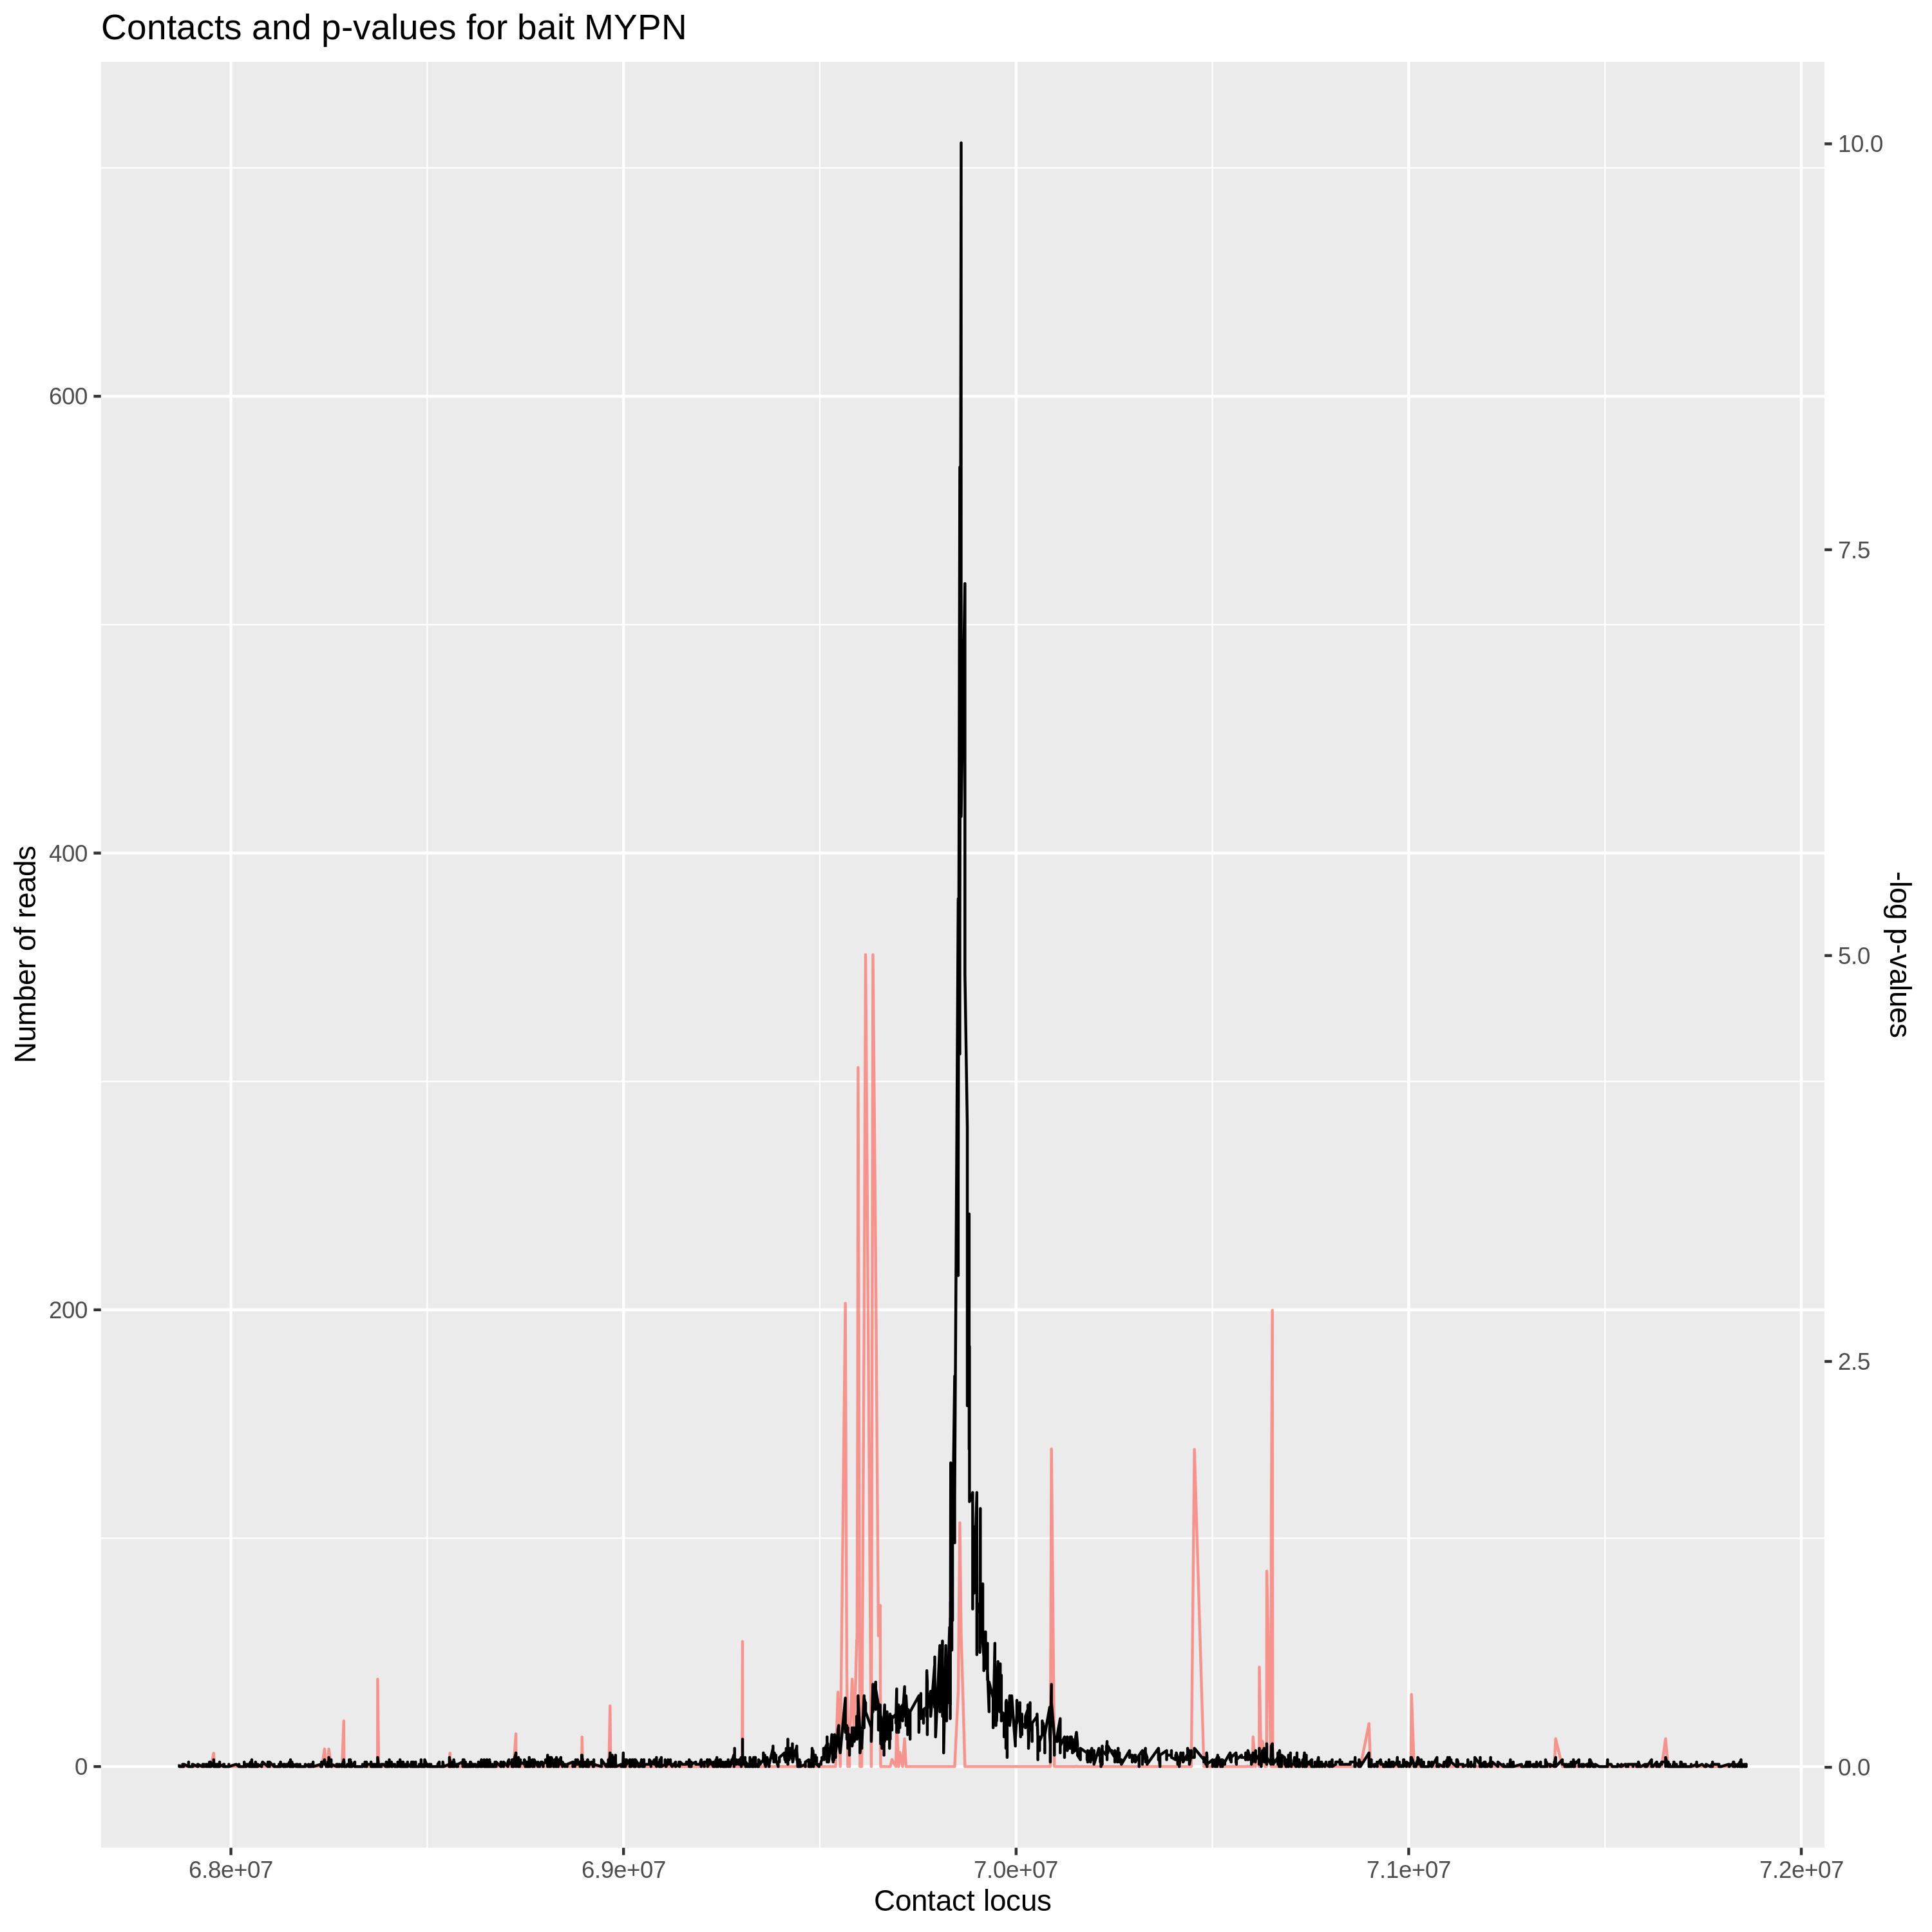 Contacts and p-values for bait MYPN
Number of reads
600
400
200
0
10.0
7.5
5.0
2.5
0.0
-log p-values
6.8e+07 6.9e+07 7.0e+07 7.1e+07 7.2e+07
Contact locus